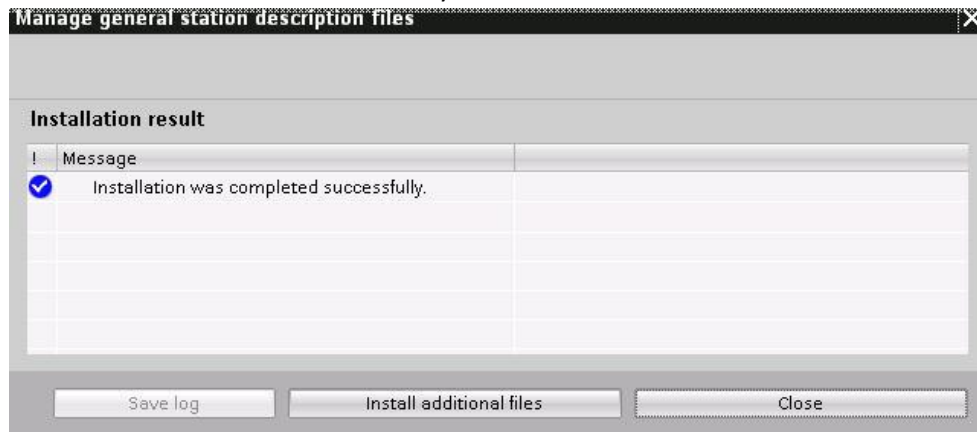 Manage general station description files
Installation result
! Message
Installation was completed successfully.
Save log Install additional files Close